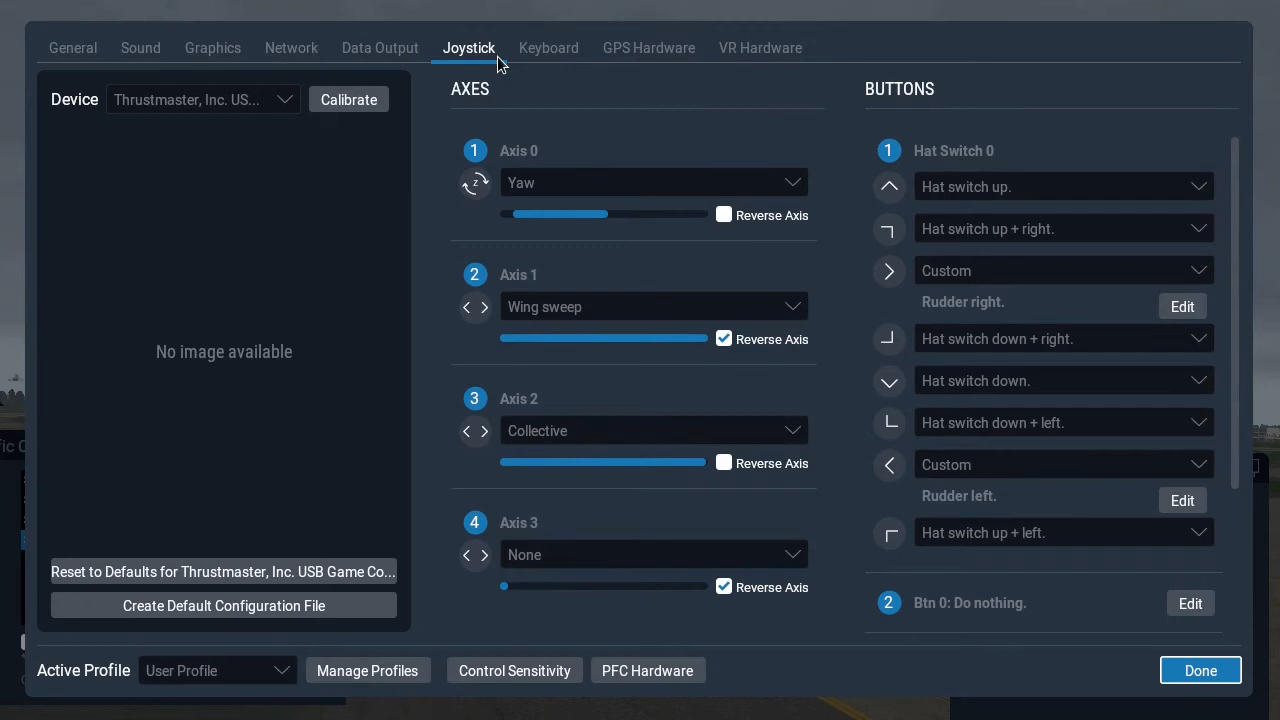 General Sound Graphics Network Data Output Joystick Keyboard GPS Hardware VR Hardware
Device Thrustmaster, Inc. US... Calibrate
No image available
Reset to Defaults for Thrustmaster, Inc. USB Game Co...
Create Default Configuration File
AXES
1 Axis 0
z Yaw
Reverse Axis
2 Axis 1
Wing sweep
Reverse Axis
3 Axis 2
Collective
Reverse Axis
4 Axis 3
None
Reverse Axis
BUTTONS
1 Hat Switch 0
Hat switch up.
Hat switch up + right.
Custom
Rudder right. Edit
Hat switch down + right.
Hat switch down.
Hat switch down + left.
Custom
Rudder left. Edit
Hat switch up + left.
2 Btn 0: Do nothing. Edit
Active Profile User Profile Manage Profiles Control Sensitivity PFC Hardware Done